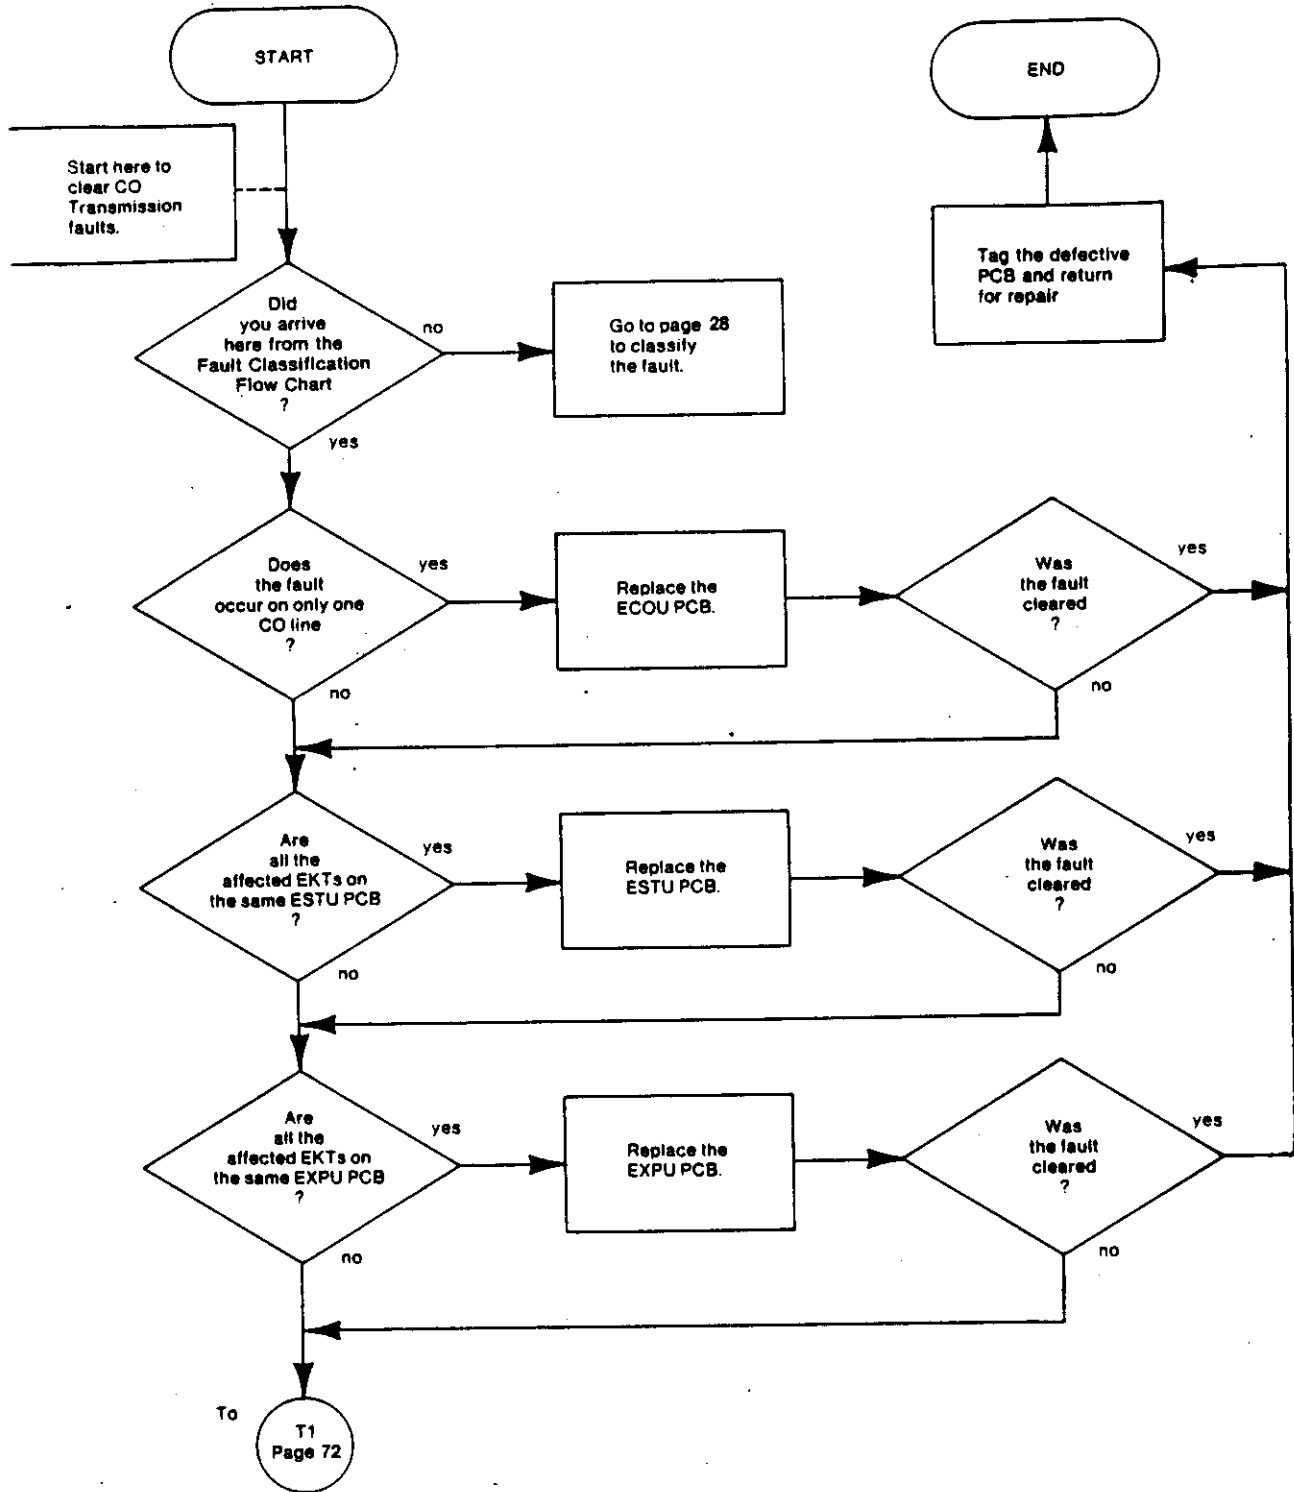 START
END
Start here to
clear CO
Transmission
faults.
Tag the defective
PCB and return
for repair
Did
you arrive
here from the
Fault Classification
Flow Chart
?
no
Go to page 28
to classify
the fault.
yes
Does
the fault
occur on only one
CO line
?
yes
Replace the
ECOU PCB.
Was
the fault
cleared
?
yes
no
no
Are
all the
affected EKTs on
the same ESTU PCB
?
yes
Replace the
ESTU PCB.
Was
the fault
cleared
?
yes
no
no
Are
all the
affected EKTs on
the same EXPU PCB
?
yes
Replace the
EXPU PCB.
Was
the fault
cleared
?
yes
no
no
To
T1
Page 72